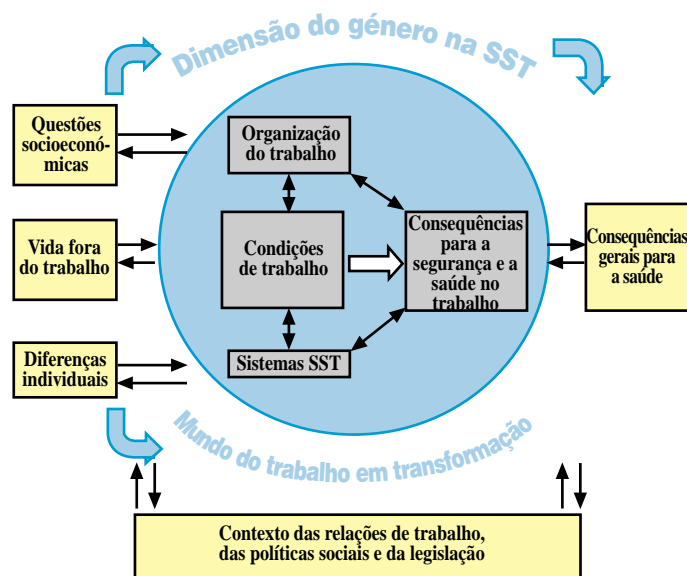 Dimensão do género na SST
Questões
socioeconó-
micas
Organização
do trabalho
Vida fora
do trabalho
Condições
de trabalho
Consequências
para a
segurança e a
saúde no
trabalho
Consequências
gerais para
a saúde
Diferenças
individuais
Sistemas SST
Mundo do trabalho em transformação
Contexto das relações de trabalho,
das políticas sociais e da legislação